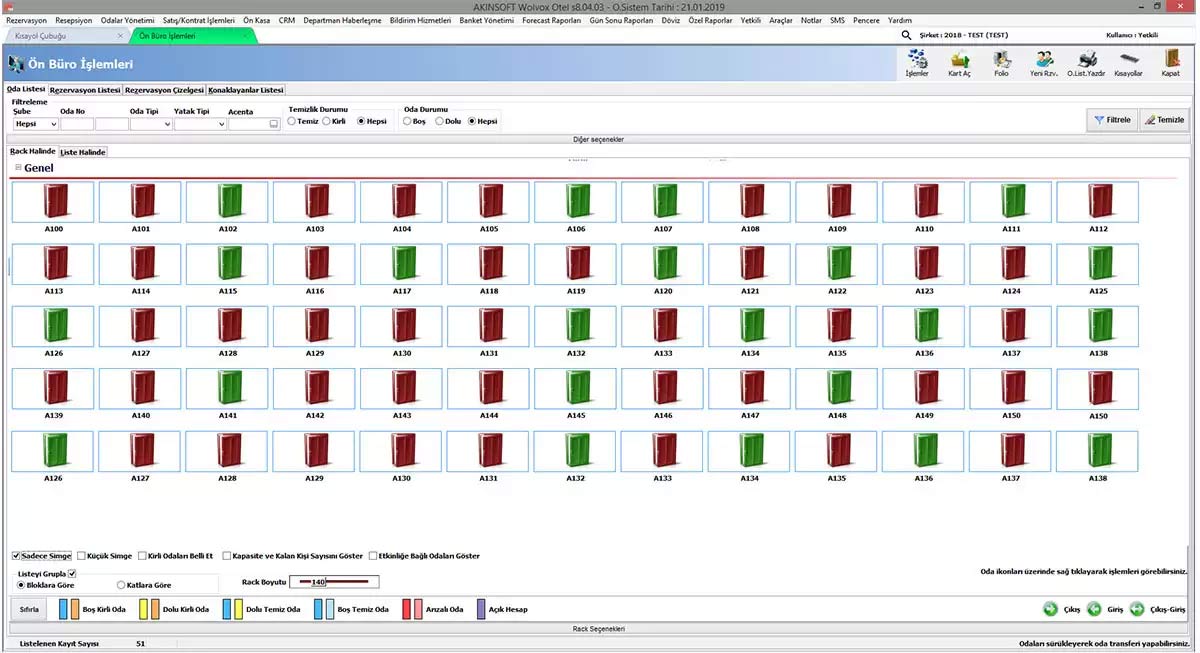 AKINSOFT Wolvox Otel s8.04.03 - O.Sistem Tarihi : 21.01.2019
Rezervasyon Resepsiyon Odalar Yönetimi Satış/Kontrat İşlemleri Ön Kasa CRM Departman Haberleşme Bildirim Hizmetleri Banket Yönetimi Forecast Raporları Gün Sonu Raporları Döviz Özel Raporlar Yetkili Araçlar Notlar SMS Pencere Yardım
Kısayol Çubuğu Ön Büro İşlemleri Şirket : 2018 - TEST (TEST) Kullanıcı : Yetkili
Ön Büro İşlemleri İşlemler Kart Aç Folio Yeni Rzv. O.List.Yazdır Kısayollar Kapat
Oda Listesi Rezervasyon Listesi Rezervasyon Çizelgesi Konaklayanlar Listesi
Filtreleme
Şube Oda No Oda Tipi Yatak Tipi Acenta Temizlik Durumu Oda Durumu
Hepsi Temiz Kirli Hepsi Boş Dolu Hepsi Filtrele Temizle
Diğer seçenekler
Rack Halinde Liste Halinde
Genel
A100 A101 A102 A103 A104 A105 A106 A107 A108 A109 A110 A111 A112
A113 A114 A115 A116 A117 A118 A119 A120 A121 A122 A123 A124 A125
A126 A127 A128 A129 A130 A131 A132 A133 A134 A135 A136 A137 A138
A139 A140 A141 A142 A143 A144 A145 A146 A147 A148 A149 A150 A150
A126 A127 A128 A129 A130 A131 A132 A133 A134 A135 A136 A137 A138
Sadece Simge Küçük Simge Kirli Odaları Belli Et Kapasite ve Kalan Kişi Sayısını Göster Etkinliğe Bağlı Odaları Göster
Listeyi Grupla Oda ikonları üzerinde sağ tıklayarak işlemleri görebilirsiniz.
Bloklara Göre Katlara Göre Rack Boyutu 140
Sıfırla Boş Kirli Oda Dolu Kirli Oda Dolu Temiz Oda Boş Temiz Oda Arızalı Oda Açık Hesap Çıkış Giriş Çıkış-Giriş
Rack Seçenekleri
Listelenen Kayıt Sayısı 51 Odaları sürükleyerek oda transferi yapabilirsiniz.